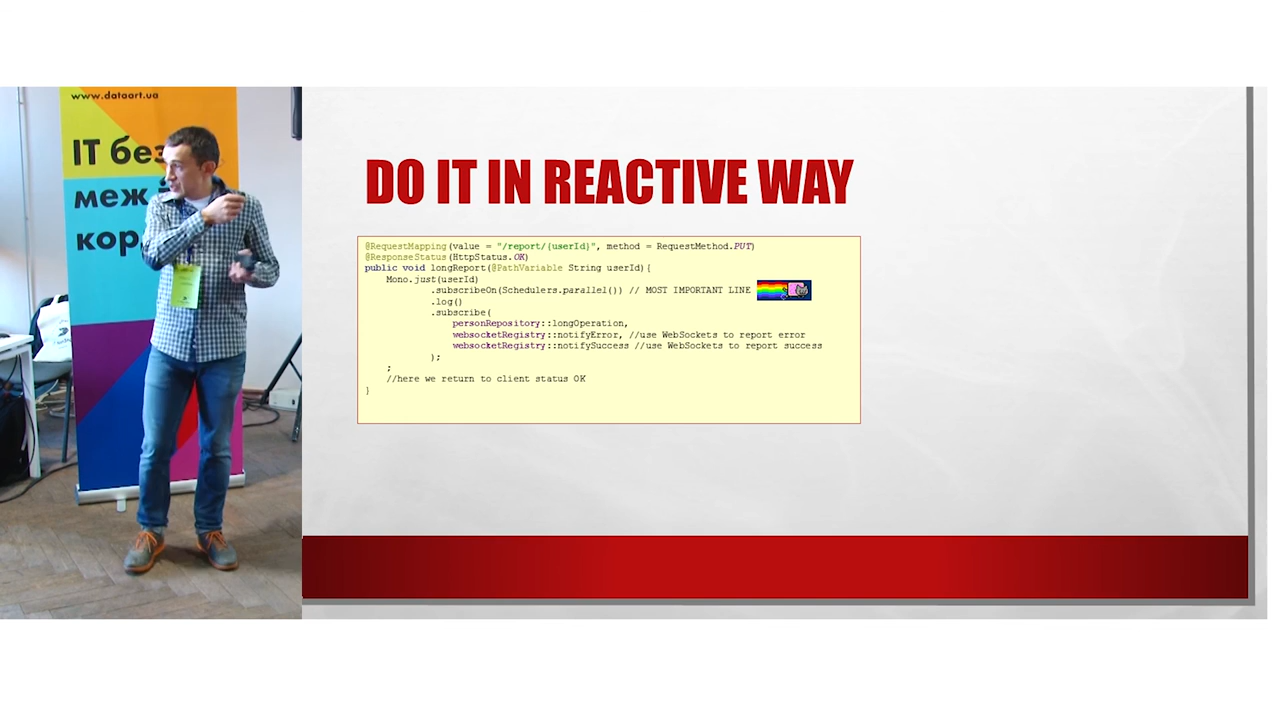 www.dataart.ua
IT без
меж
кор
DO IT IN REACTIVE WAY
@RequestMapping(value = "/report/{userId}", method = RequestMethod.PUT)
@ResponseStatus(HttpStatus.OK)
public void longReport(@PathVariable String userId){
Mono.just(userId)
.subscribeOn(Schedulers.parallel()) // MOST IMPORTANT LINE
.log()
.subscribe(
personRepository::longOperation,
websocketRegistry::notifyError, //use WebSockets to report error
websocketRegistry::notifySuccess //use WebSockets to report success
);
;
//here we return to client status OK
}